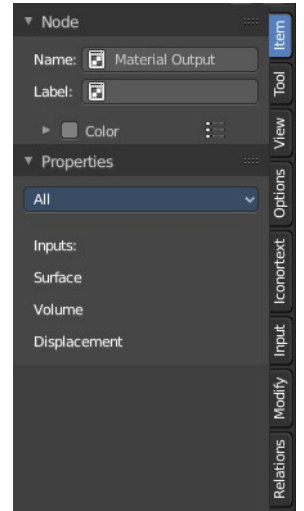 Node
Name: Material Output
Label:
Color
Properties
All
Inputs:
Surface
Volume
Displacement
Item
Tool
View
Options
Iconortext
Input
Modify
Relations